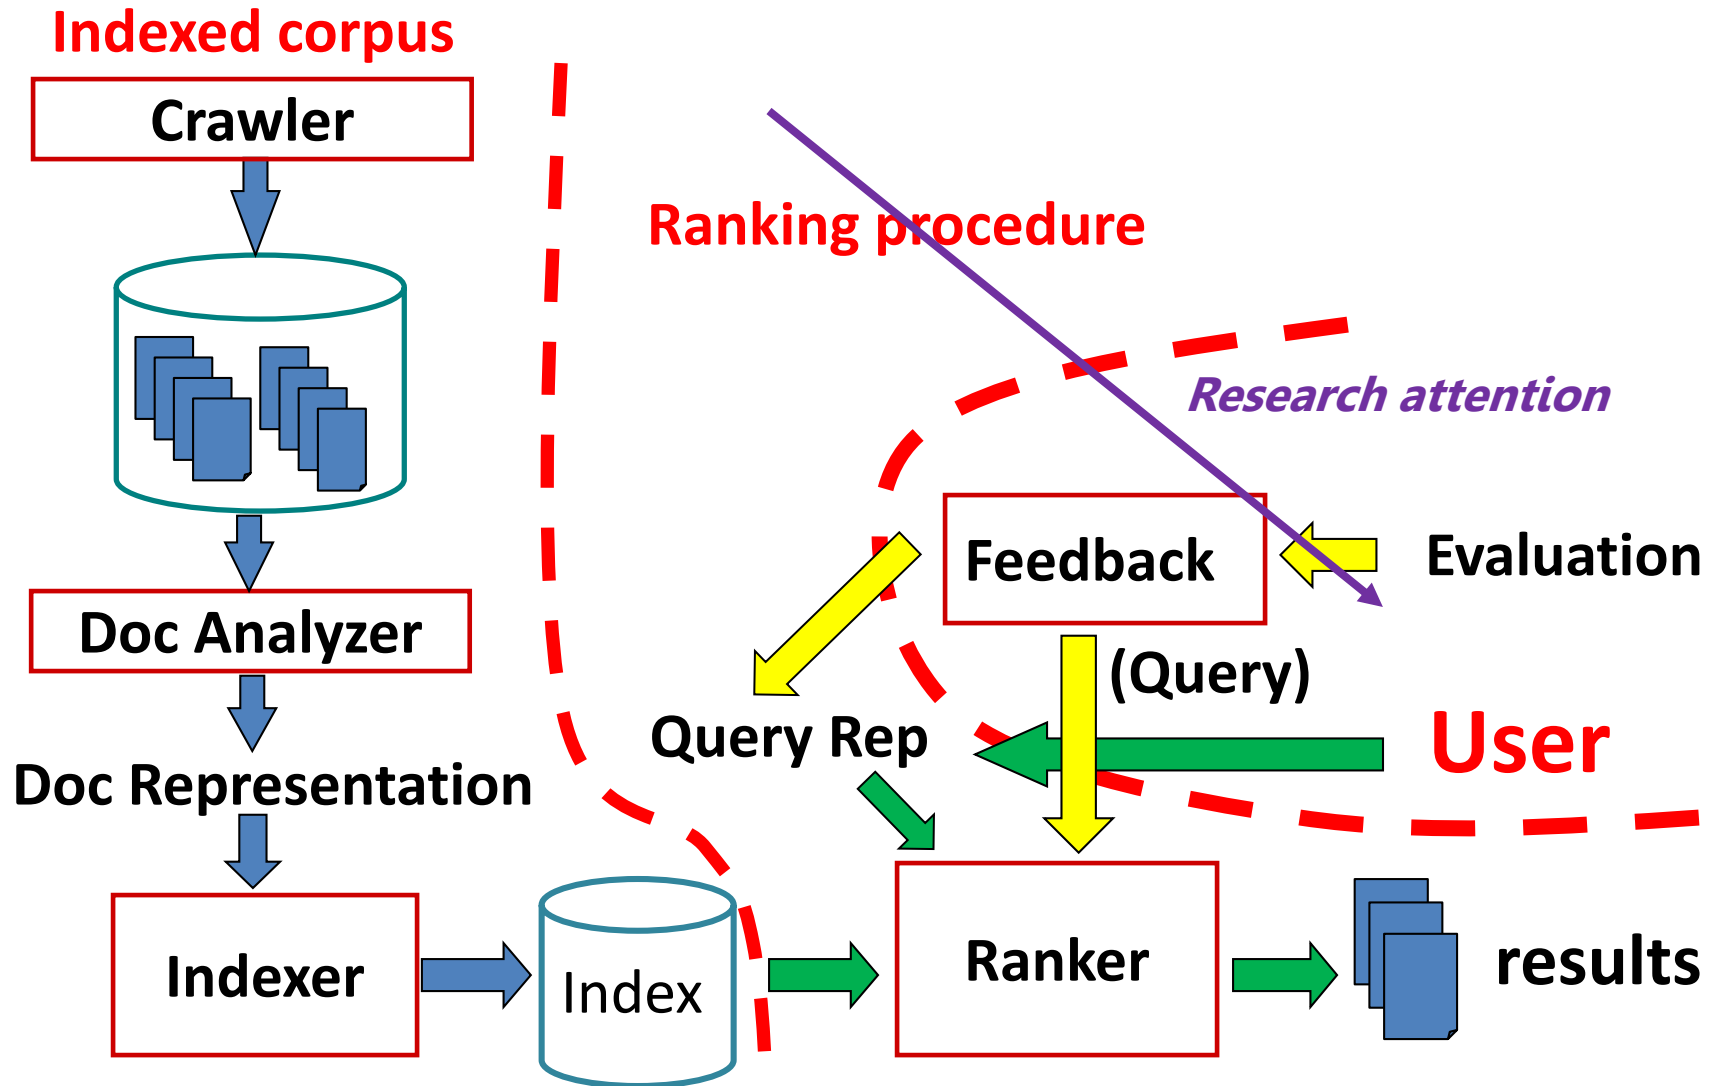 Indexed corpus
Crawler
Ranking procedure
Research attention
Feedback
Evaluation
Doc Analyzer
(Query)
Query Rep
User
Doc Representation
Indexer
Index
Ranker
results